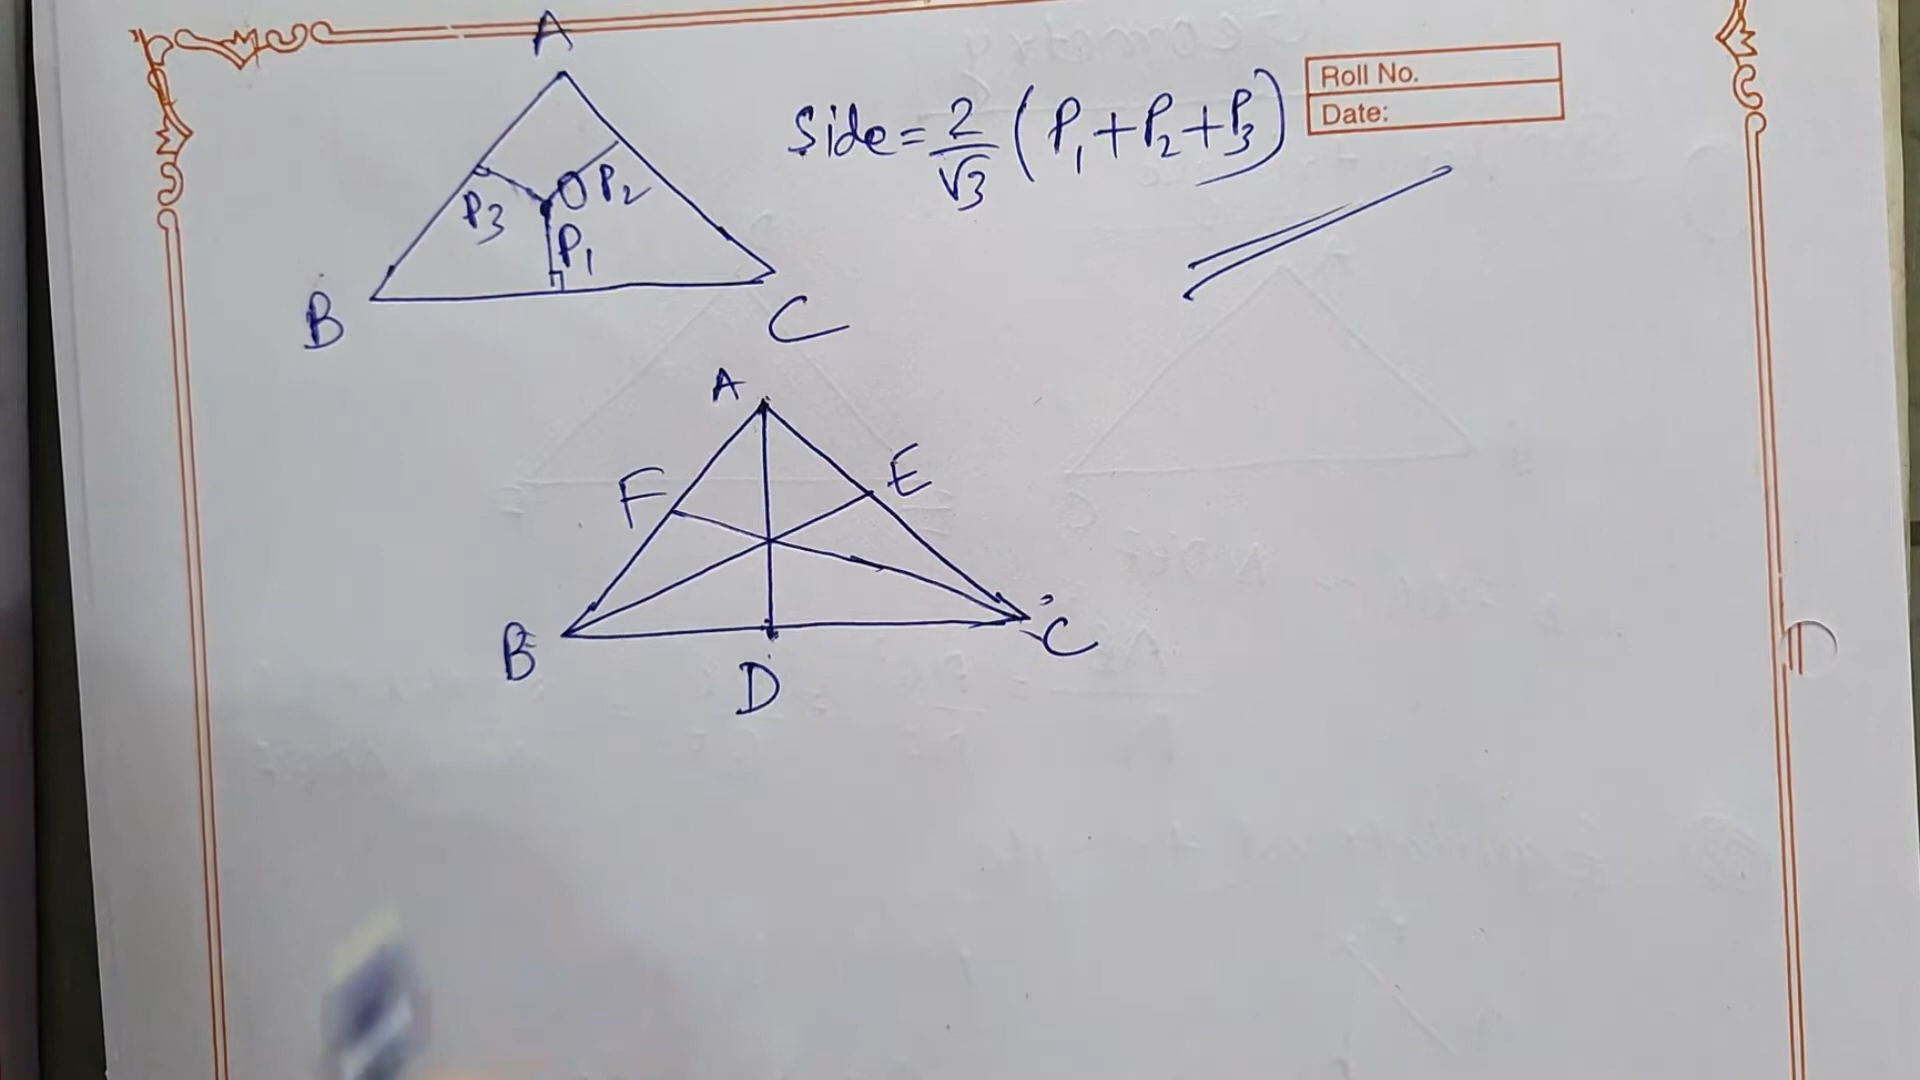 A
Side = 2/√3 (P₁+P₂+P₃)
Roll No.
Date:
P₃ O P₂
P₁
B C
A
F E
B D C